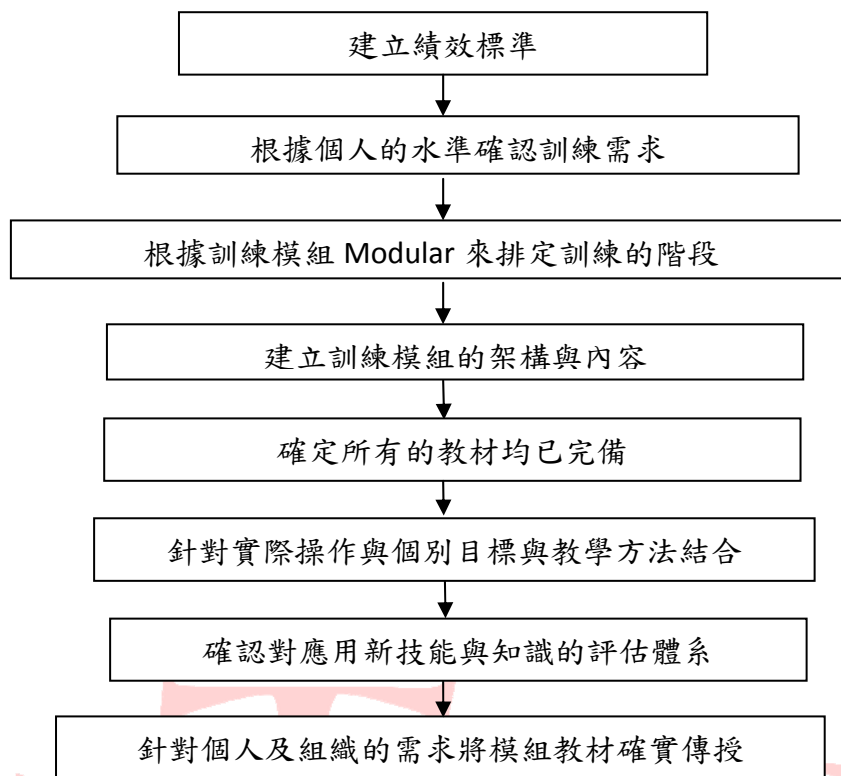 建立績效標準
根據個人的水準確認訓練需求
根據訓練模組 Modular 來排定訓練的階段
建立訓練模組的架構與內容
確定所有的教材均已完備
針對實際操作與個別目標與教學方法結合
確認對應用新技能與知識的評估體系
針對個人及組織的需求將模組教材確實傳授